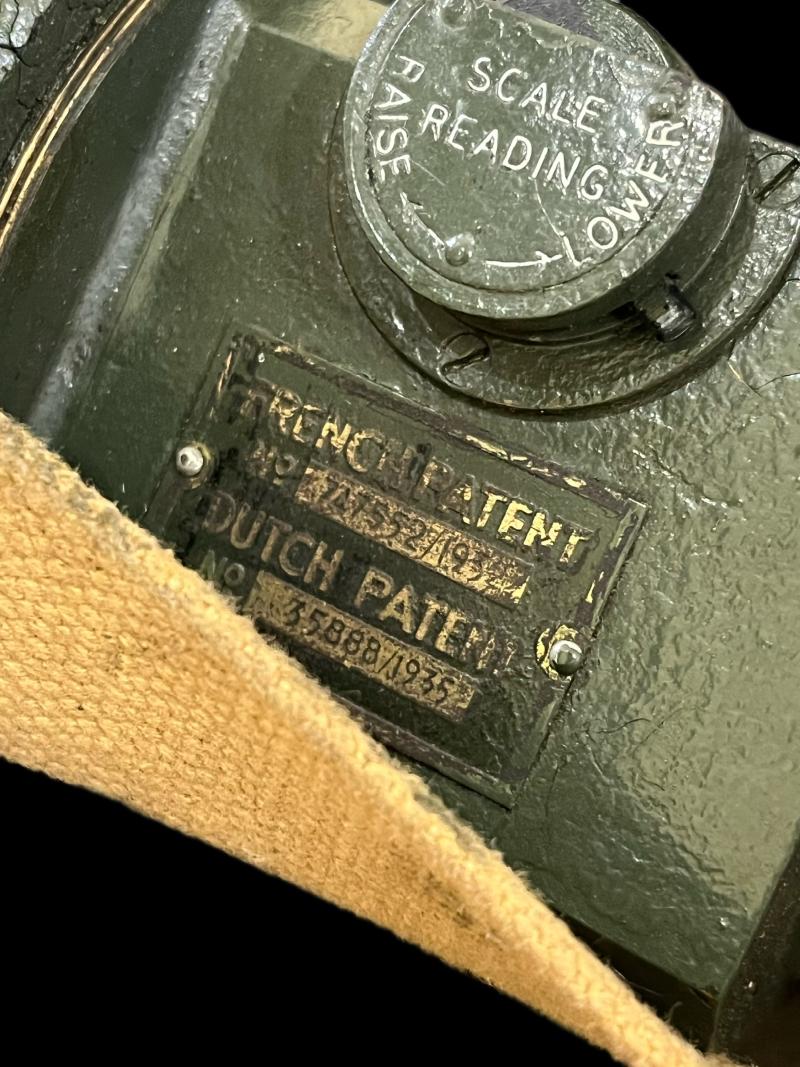 SCALE
READING
RAISE
LOWER
FRENCH PATENT
No
DUTCH PATENT
No 35888/1935